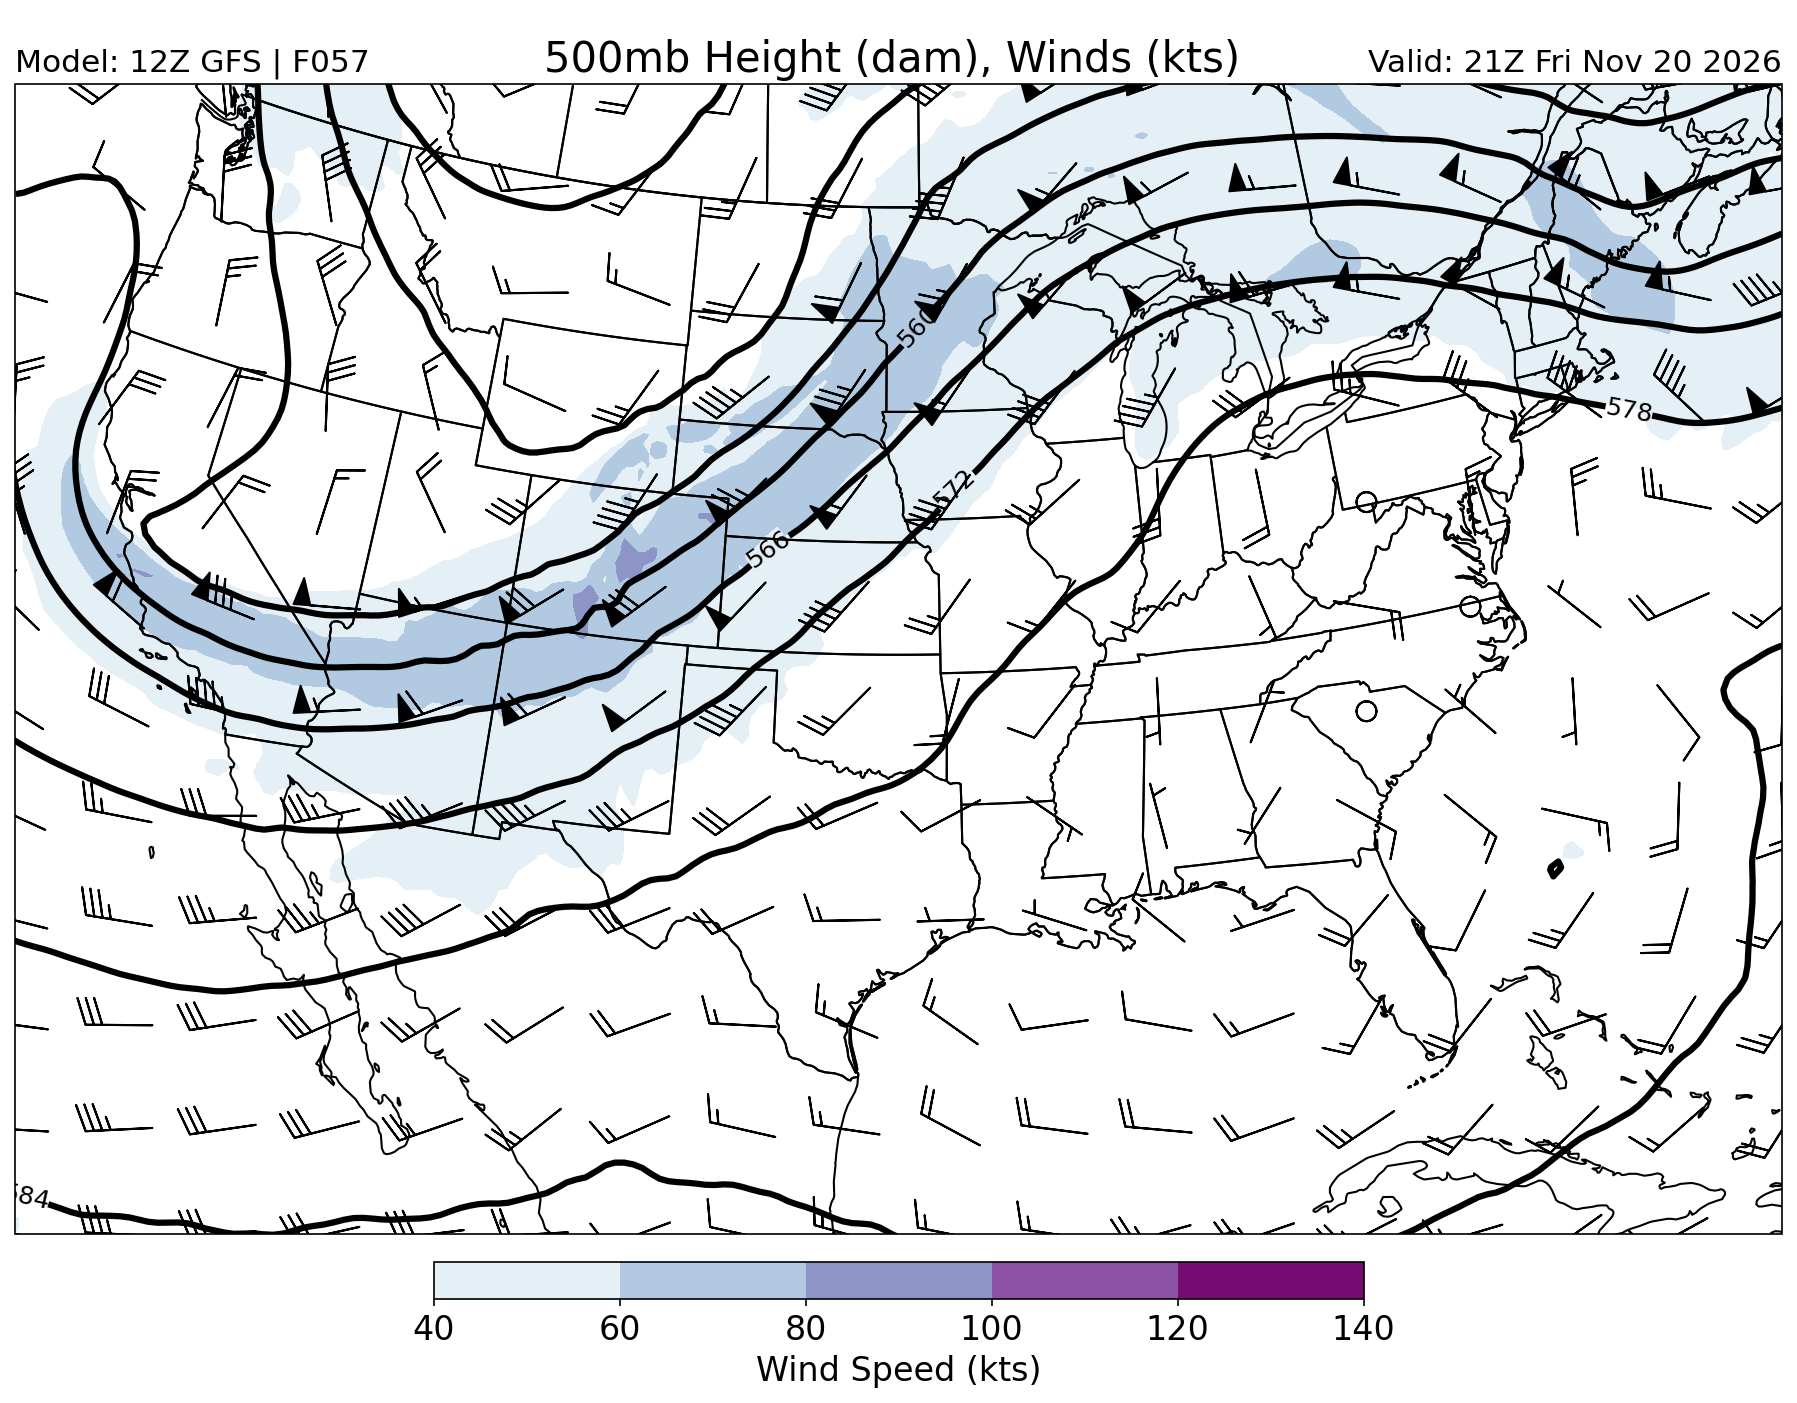 Model: 12Z GFS | F057
500mb Height (dam), Winds (kts)
Valid: 21Z Fri Nov 20 2026
560
578
572
566
584
40 60 80 100 120 140
Wind Speed (kts)